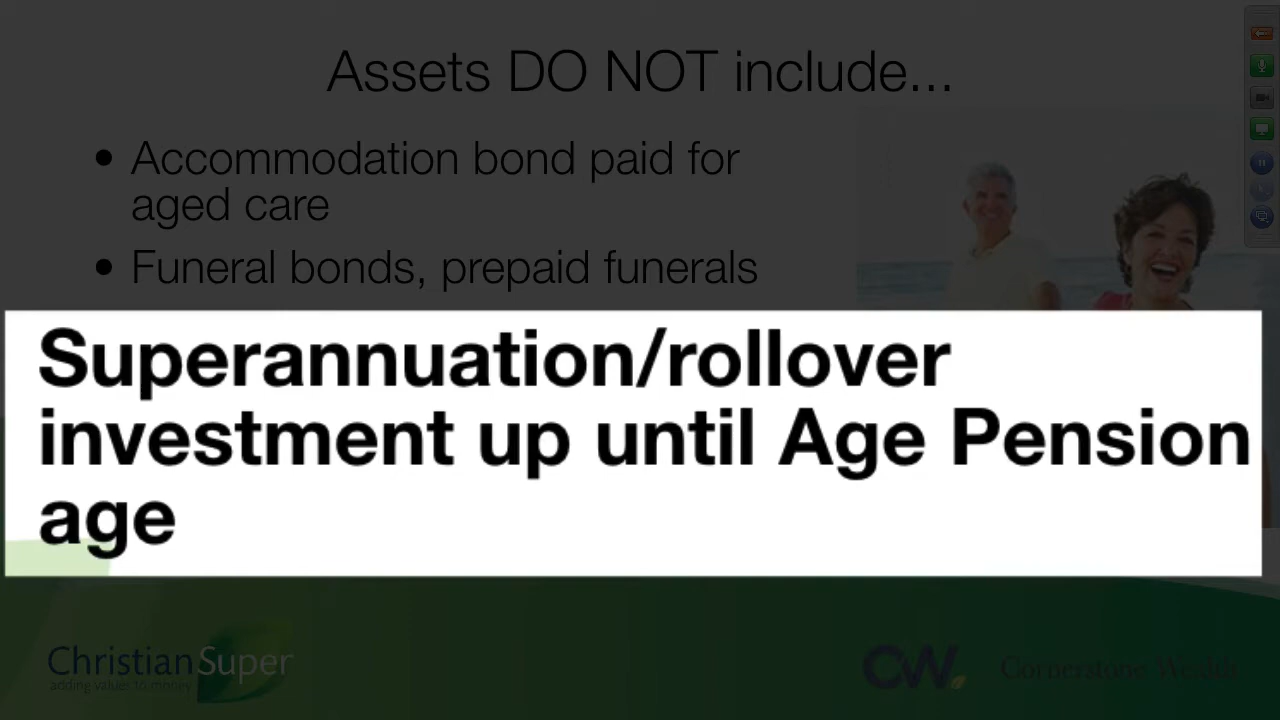 Assets DO NOT include...
• Accommodation bond paid for
aged care
• Funeral bonds, prepaid funerals
Superannuation/rollover
investment up until Age Pension
age
ChristianSuper
adding values to money
CW.
Cornerstone Wealth